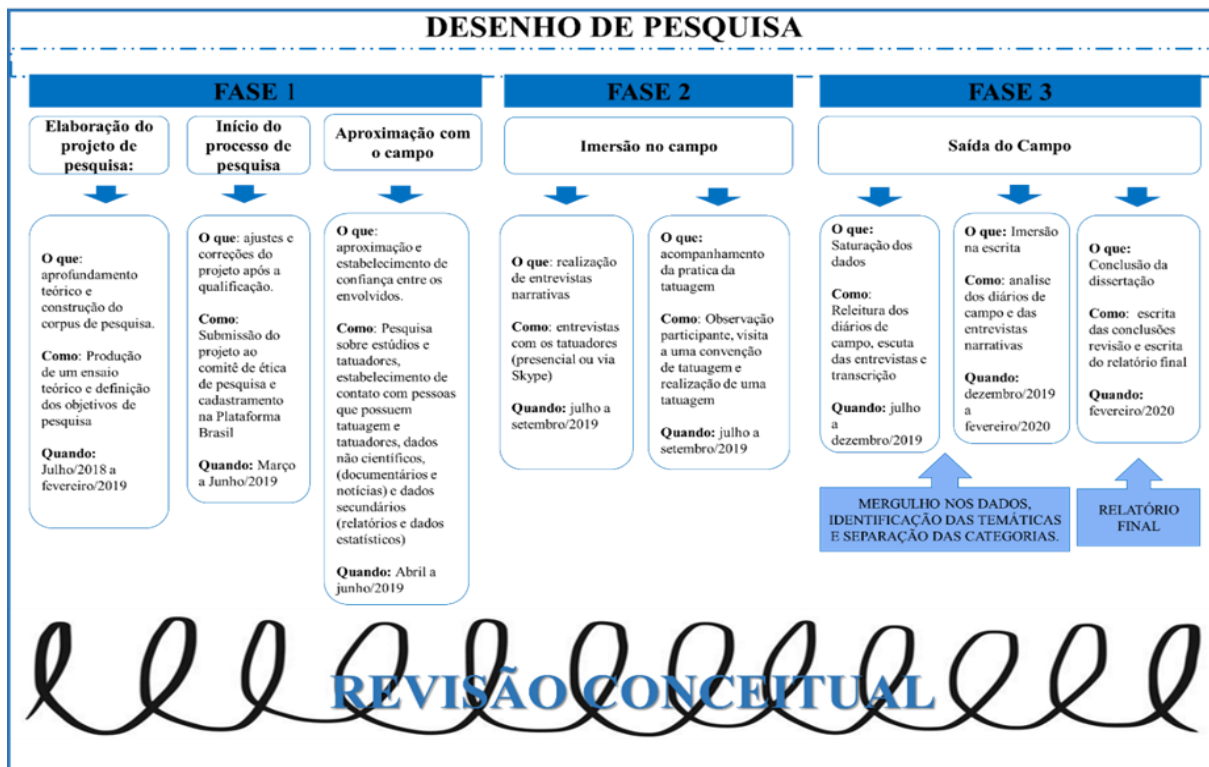 DESENHO DE PESQUISA
FASE 1
Elaboração do
projeto de
pesquisa:
O que:
aprofundamento
teórico e
construção do
corpus de pesquisa.
Como: Produção
de um ensaio
teórico e definição
dos objetivos de
pesquisa
Quando:
Julho/2018 a
fevereiro/2019
Início do
processo de
pesquisa
O que: ajustes e
correções do
projeto após a
qualificação.
Como:
Submissão do
projeto ao
comitê de ética
de pesquisa e
cadastramento
na Plataforma
Brasil
Quando: Março
a Junho/2019
Aproximação com
o campo
O que:
aproximação e
estabelecimento de
confiança entre os
envolvidos.
Como: Pesquisa
sobre estúdios e
tatuadores,
estabelecimento de
contato com pessoas
que possuem
tatuagem e
tatuadores, dados
não científicos,
(documentários e
notícias) e dados
secundários
(relatórios e dados
estatísticos)
Quando: Abril a
junho/2019
FASE 2
Imersão no campo
O que: realização
de entrevistas
narrativas
Como: entrevistas
com os tatuadores
(presencial ou via
Skype)
Quando: julho a
setembro/2019
O que:
acompanhamento
da pratica da
tatuagem
Como: Observação
participante, visita
a uma convenção
de tatuagem e
realização de uma
tatuagem
Quando: julho a
setembro/2019
FASE 3
Saída do Campo
O que:
Saturação dos
dados
Como:
Releitura dos
diários de
campo, escuta
das entrevistas e
transcrição
Quando: julho
a
dezembro/2019
O que: Imersão
na escrita
Como: analise
dos diários de
campo e das
entrevistas
narrativas
Quando:
dezembro/2019
a
fevereiro/2020
O que:
Conclusão da
dissertação
Como: escrita
das conclusões
revisão e escrita
do relatório final
Quando:
fevereiro/2020
MERGULHO NOS DADOS,
IDENTIFICAÇÃO DAS TEMÁTICAS
E SEPARAÇÃO DAS CATEGORIAS.
RELATÓRIO
FINAL
REVISÃO CONCEITUAL